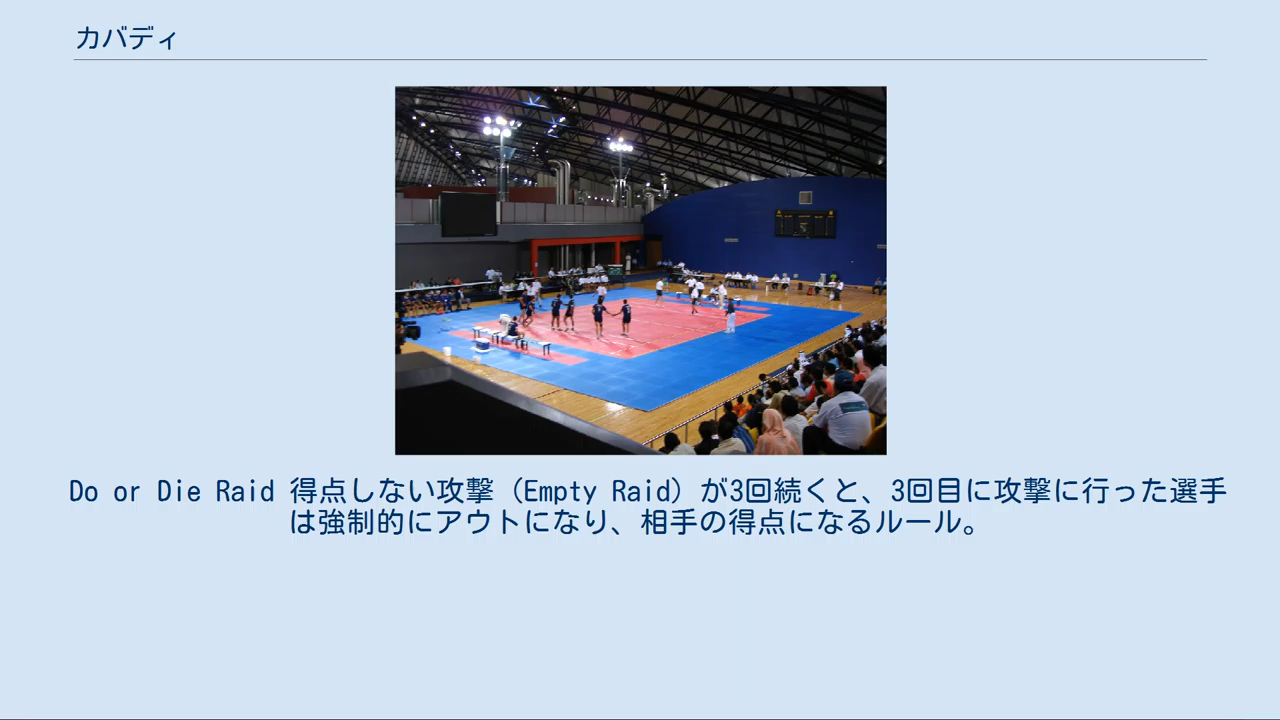 カバディ
Do or Die Raid 得点しない攻撃（Empty Raid）が3回続くと、3回目に攻撃に行った選手
は強制的にアウトになり、相手の得点になるルール。